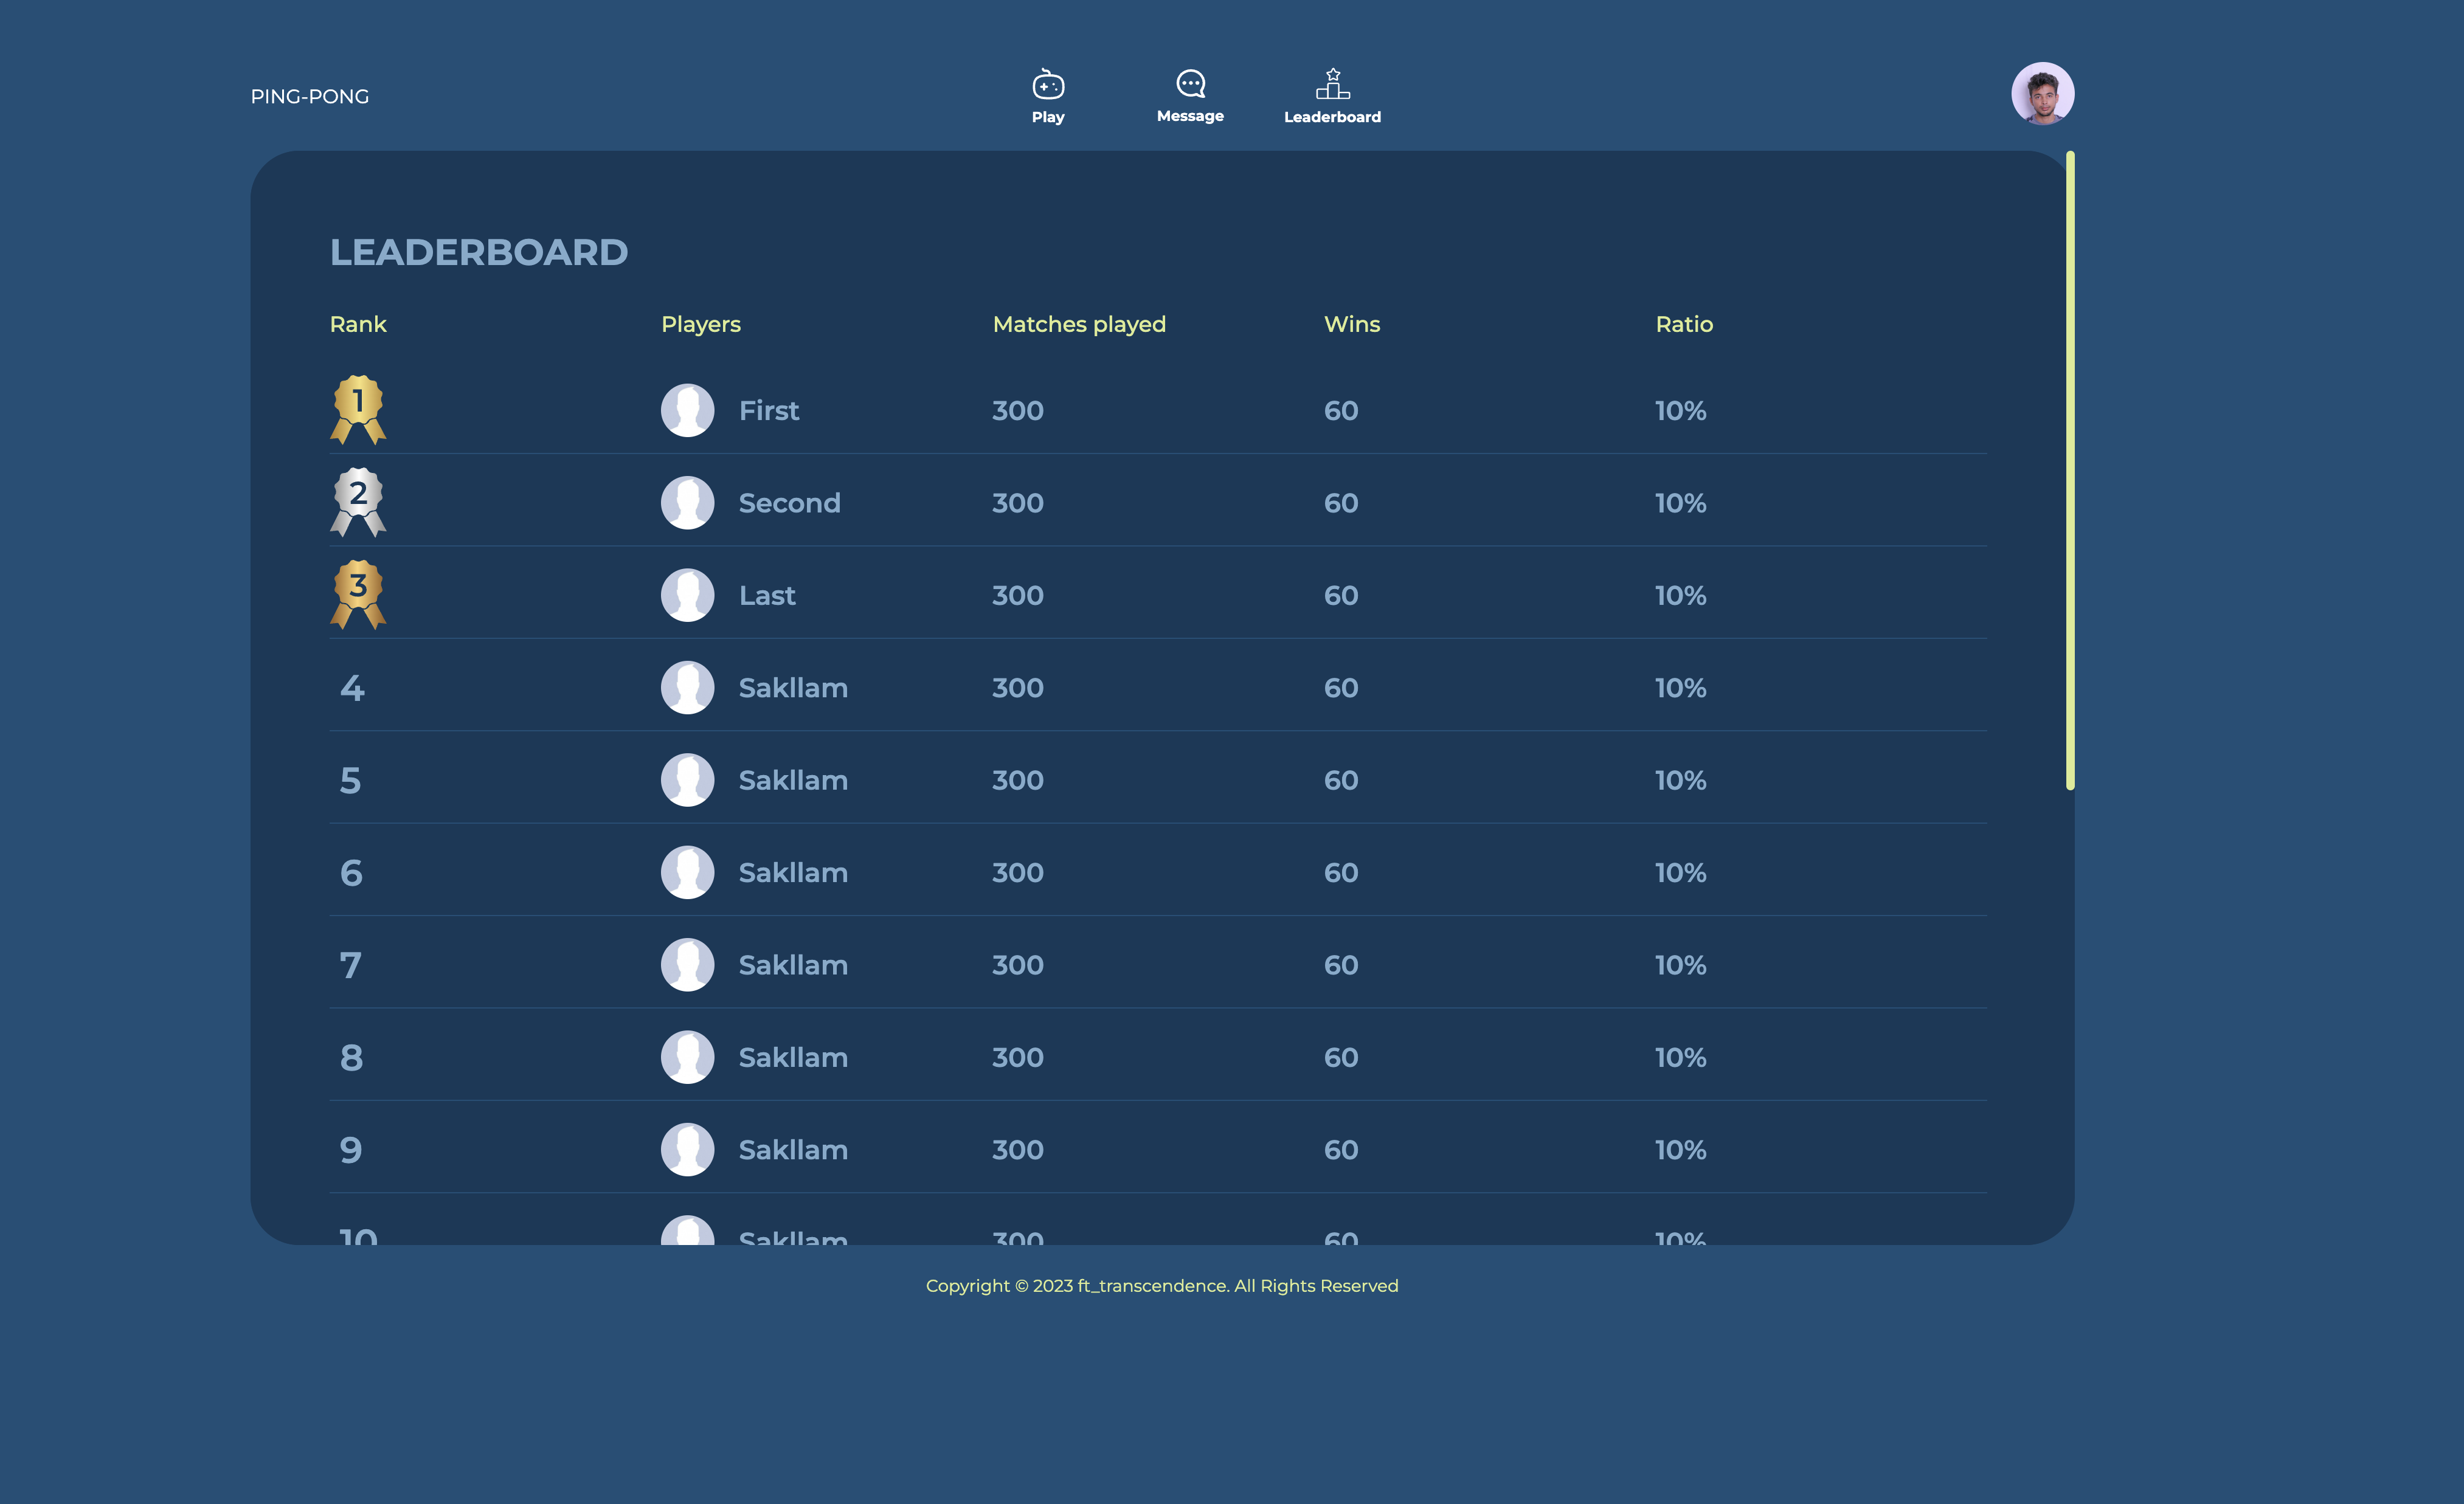 PING-PONG
Play Message Leaderboard
LEADERBOARD
Rank Players Matches played Wins Ratio
1 First 300 60 10%
2 Second 300 60 10%
3 Last 300 60 10%
4 Sakllam 300 60 10%
5 Sakllam 300 60 10%
6 Sakllam 300 60 10%
7 Sakllam 300 60 10%
8 Sakllam 300 60 10%
9 Sakllam 300 60 10%
10 Sakllam 300 60 10%
Copyright © 2023 ft_transcendence. All Rights Reserved